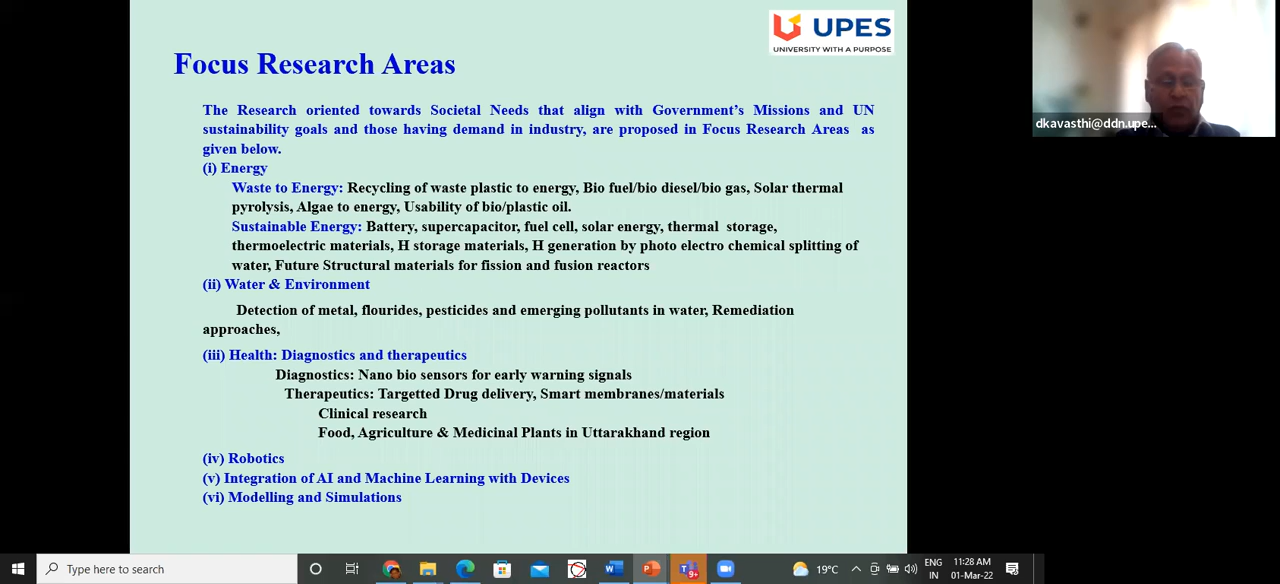 UPES
UNIVERSITY WITH A PURPOSE
Focus Research Areas
The Research oriented towards Societal Needs that align with Government's Missions and UN
sustainability goals and those having demand in industry, are proposed in Focus Research Areas as
given below.
(i) Energy
Waste to Energy: Recycling of waste plastic to energy, Bio fuel/bio diesel/bio gas, Solar thermal
pyrolysis, Algae to energy, Usability of bio/plastic oil.
Sustainable Energy: Battery, supercapacitor, fuel cell, solar energy, thermal storage,
thermoelectric materials, H storage materials, H generation by photo electro chemical splitting of
water, Future Structural materials for fission and fusion reactors
(ii) Water & Environment
Detection of metal, flourides, pesticides and emerging pollutants in water, Remediation
approaches,
(iii) Health: Diagnostics and therapeutics
Diagnostics: Nano bio sensors for early warning signals
Therapeutics: Targetted Drug delivery, Smart membranes/materials
Clinical research
Food, Agriculture & Medicinal Plants in Uttarakhand region
(iv) Robotics
(v) Integration of AI and Machine Learning with Devices
(vi) Modelling and Simulations
dkavasthi@ddn.upe...
Type here to search
9+
19°C
ENG
IN
11:28 AM
01-Mar-22